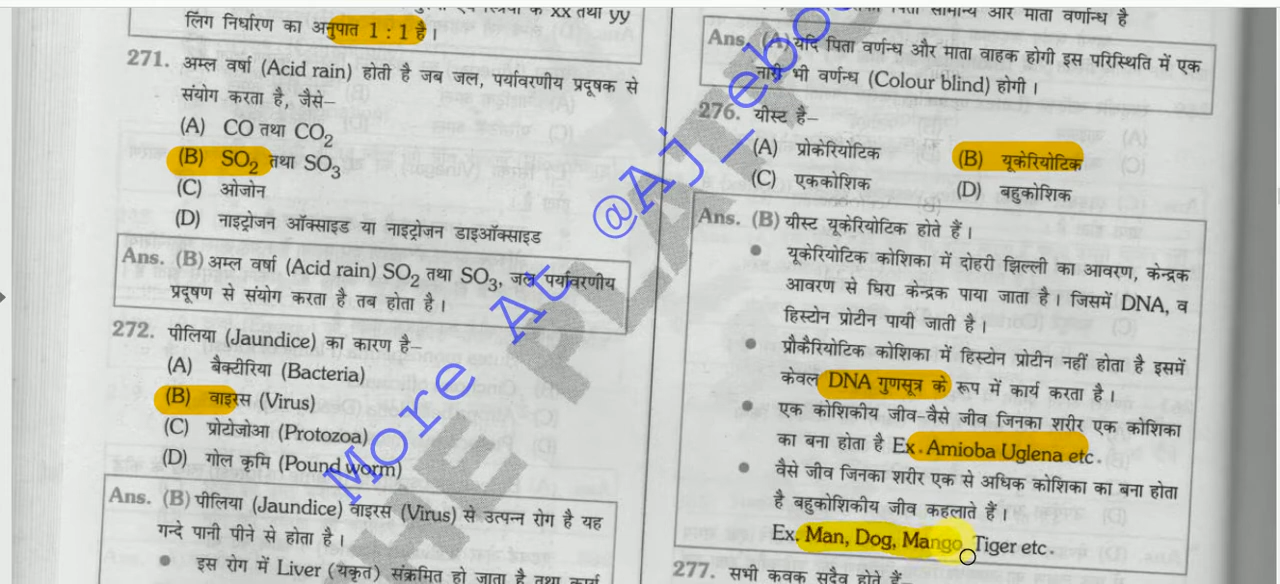 लिंग निर्धारण का अनुपात 1 : 1 है।
271. अम्ल वर्षा (Acid rain) होती है जब जल, पर्यावरणीय प्रदूषक से
संयोग करता है, जैसे–
(A) CO तथा CO2
(B) SO2 तथा SO3
(C) ओजोन
(D) नाइट्रोजन ऑक्साइड या नाइट्रोजन डाइऑक्साइड
Ans. (B) अम्ल वर्षा (Acid rain) SO2 तथा SO3, जल पर्यावरणीय
प्रदूषण से संयोग करता है तब होता है।
272. पीलिया (Jaundice) का कारण है–
(A) बैक्टीरिया (Bacteria)
(B) वाइरस (Virus)
(C) प्रोटोजोआ (Protozoa)
(D) गोल कृमि (Pound worm)
Ans. (B) पीलिया (Jaundice) वाइरस (Virus) से उत्पन्न रोग है यह
गन्दे पानी पीने से होता है।
● इस रोग में Liver (यकृत) संक्रमित हो जाता है तथा कार्य
पिता सामान्य और माता वर्णान्ध है
Ans. (A) यदि पिता वर्णन्ध और माता वाहक होगी इस परिस्थिति में एक
नारी भी वर्णन्ध (Colour blind) होगी।
276. यीस्ट है–
(A) प्रोकेरियोटिक (B) यूकेरियोटिक
(C) एककोशिक (D) बहुकोशिक
Ans. (B) यीस्ट यूकेरियोटिक होते हैं।
● यूकेरियोटिक कोशिका में दोहरी झिल्ली का आवरण, केन्द्रक
आवरण से घिरा केन्द्रक पाया जाता है। जिसमें DNA, व
हिस्टोन प्रोटीन पायी जाती है।
● प्रौकैरियोटिक कोशिका में हिस्टोन प्रोटीन नहीं होता है इसमें
केवल DNA गुणसूत्र के रूप में कार्य करता है।
● एक कोशिकीय जीव-वैसे जीव जिनका शरीर एक कोशिका
का बना होता है Ex. Amioba Uglena etc.
● वैसे जीव जिनका शरीर एक से अधिक कोशिका का बना होता
है बहुकोशिकीय जीव कहलाते हैं।
Ex. Man, Dog, Mango, Tiger etc.
277. सभी कवक सदैव होते हैं–
More At @Aj_ebo
HE PLAT